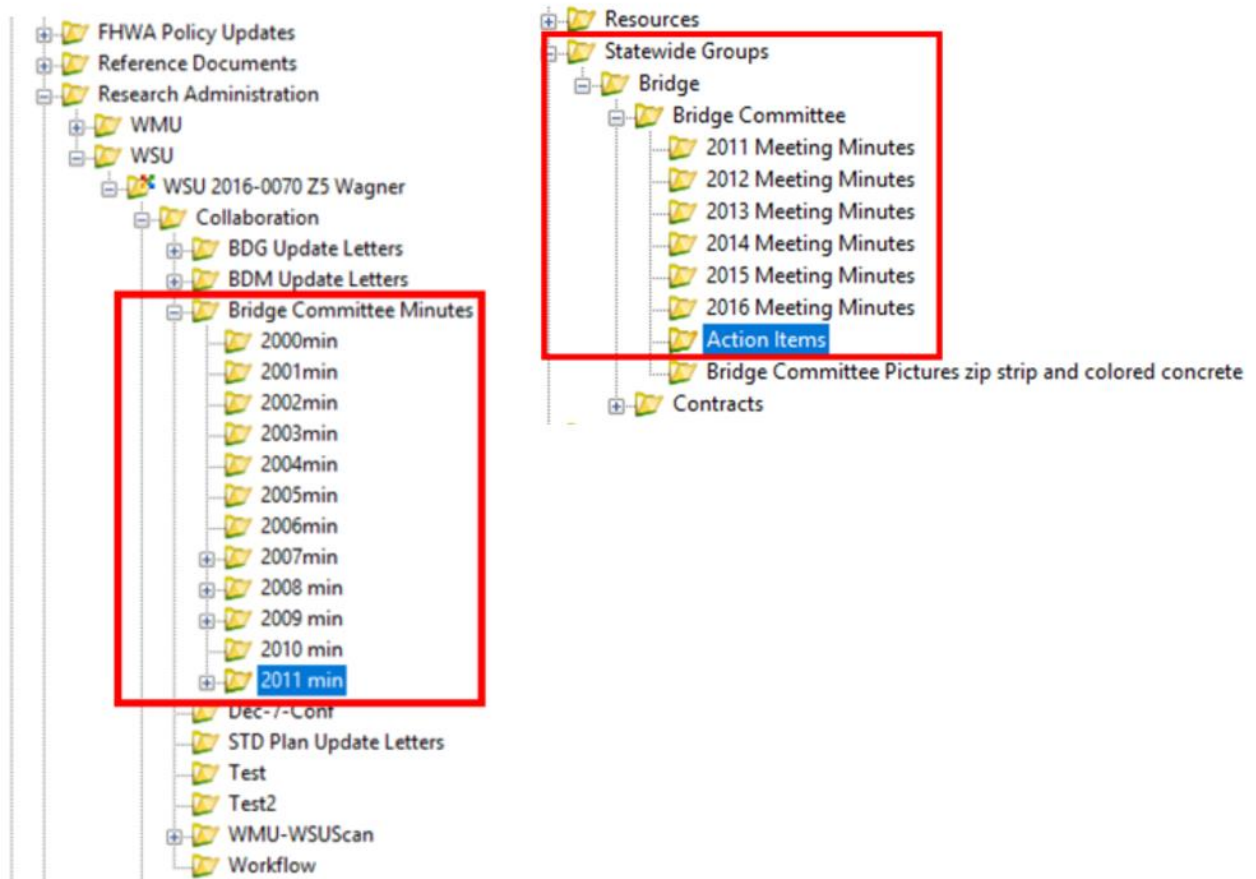 FHWA Policy Updates
Reference Documents
Research Administration
WMU
WSU
WSU 2016-0070 Z5 Wagner
Collaboration
BDG Update Letters
BDM Update Letters
Bridge Committee Minutes
2000min
2001min
2002min
2003min
2004min
2005min
2006min
2007min
2008 min
2009 min
2010 min
2011 min
Dec-7-Conf
STD Plan Update Letters
Test
Test2
WMU-WSUScan
Workflow
Resources
Statewide Groups
Bridge
Bridge Committee
2011 Meeting Minutes
2012 Meeting Minutes
2013 Meeting Minutes
2014 Meeting Minutes
2015 Meeting Minutes
2016 Meeting Minutes
Action Items
Bridge Committee Pictures zip strip and colored concrete
Contracts